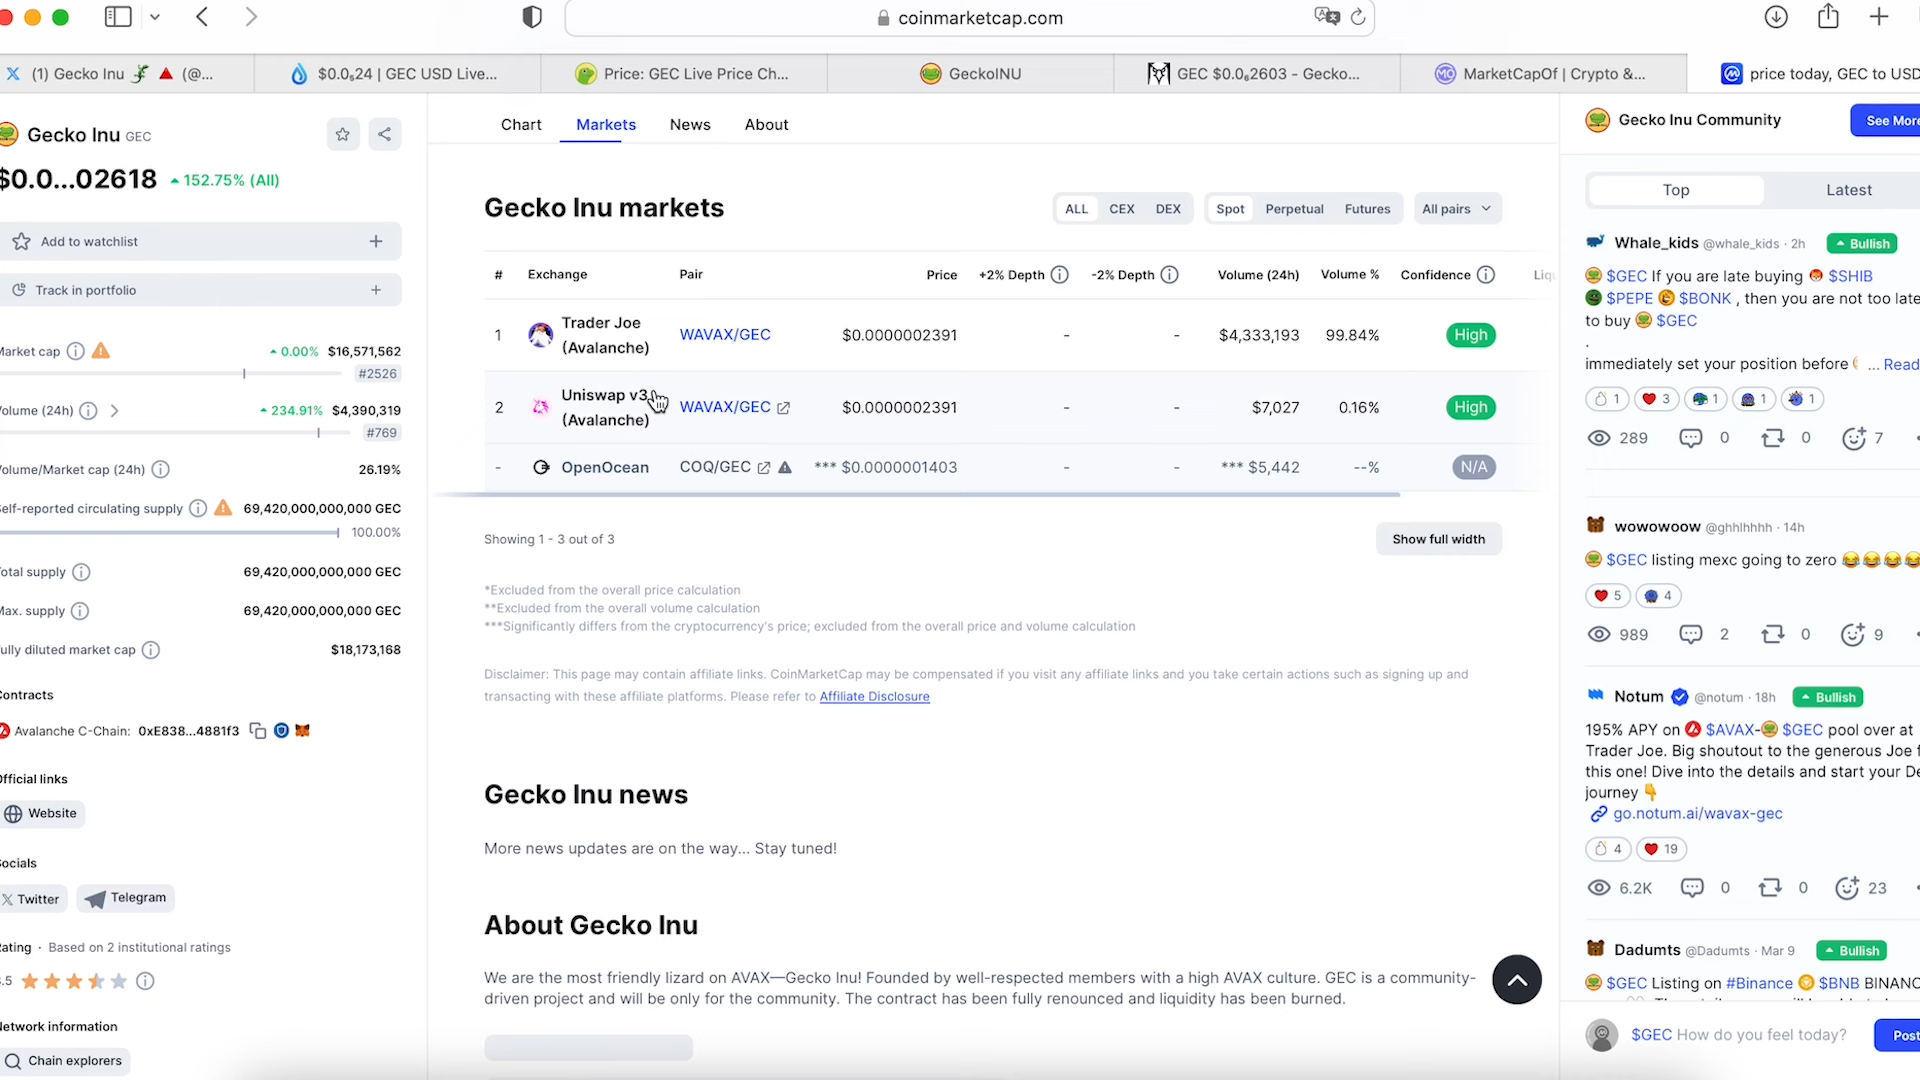 coinmarketcap.com
(1) Gecko Inu 🦎 🔺 (@...
$0.0₆24 | GEC USD Live...
Price: GEC Live Price Ch...
GeckoINU
GEC $0.0₆2603 - Gecko...
MarketCapOf | Crypto &...
price today, GEC to USD
Gecko Inu GEC
$0.0...02618 152.75% (All)
Add to watchlist +
Track in portfolio +
Market cap 0.00% $16,571,562
#2526
Volume (24h) 234.91% $4,390,319
#769
Volume/Market cap (24h) 26.19%
Self-reported circulating supply 69,420,000,000,000 GEC
100.00%
Total supply 69,420,000,000,000 GEC
Max. supply 69,420,000,000,000 GEC
Fully diluted market cap $18,173,168
Contracts
Avalanche C-Chain: 0xE838...4881f3
Official links
Website
Socials
Twitter Telegram
Rating · Based on 2 institutional ratings
.5
Network information
Chain explorers
Chart Markets News About
Gecko Inu markets
ALL CEX DEX Spot Perpetual Futures All pairs
# Exchange Pair Price +2% Depth -2% Depth Volume (24h) Volume % Confidence Liq
1 Trader Joe (Avalanche) WAVAX/GEC $0.0000002391 - - $4,333,193 99.84% High
2 Uniswap v3 (Avalanche) WAVAX/GEC $0.0000002391 - - $7,027 0.16% High
- OpenOcean COQ/GEC *** $0.0000001403 - - *** $5,442 --% N/A
Showing 1 - 3 out of 3
Show full width
*Excluded from the overall price calculation
**Excluded from the overall volume calculation
***Significantly differs from the cryptocurrency's price; excluded from the overall price and volume calculation
Disclaimer: This page may contain affiliate links. CoinMarketCap may be compensated if you visit any affiliate links and you take certain actions such as signing up and
transacting with these affiliate platforms. Please refer to Affiliate Disclosure
Gecko Inu news
More news updates are on the way... Stay tuned!
About Gecko Inu
We are the most friendly lizard on AVAX—Gecko Inu! Founded by well-respected members with a high AVAX culture. GEC is a community-
driven project and will be only for the community. The contract has been fully renounced and liquidity has been burned.
Gecko Inu Community
See More
Top Latest
Whale_kids @whale_kids · 2h Bullish
$GEC If you are late buying $SHIB
$PEPE $BONK , then you are not too late
to buy $GEC
.
immediately set your position before ... Read
1 3 1 1 1
289 0 0 7
wowowoow @ghhlhhhh · 14h
$GEC listing mexc going to zero 😂😂😂😂
5 4
989 2 0 9
Notum @notum · 18h Bullish
195% APY on $AVAX-$GEC pool over at
Trader Joe. Big shoutout to the generous Joe f
this one! Dive into the details and start your De
journey 👇
go.notum.ai/wavax-gec
4 19
6.2K 0 0 23
Dadumts @Dadumts · Mar 9 Bullish
$GEC Listing on #Binance $BNB BINANC
$GEC How do you feel today?
Post